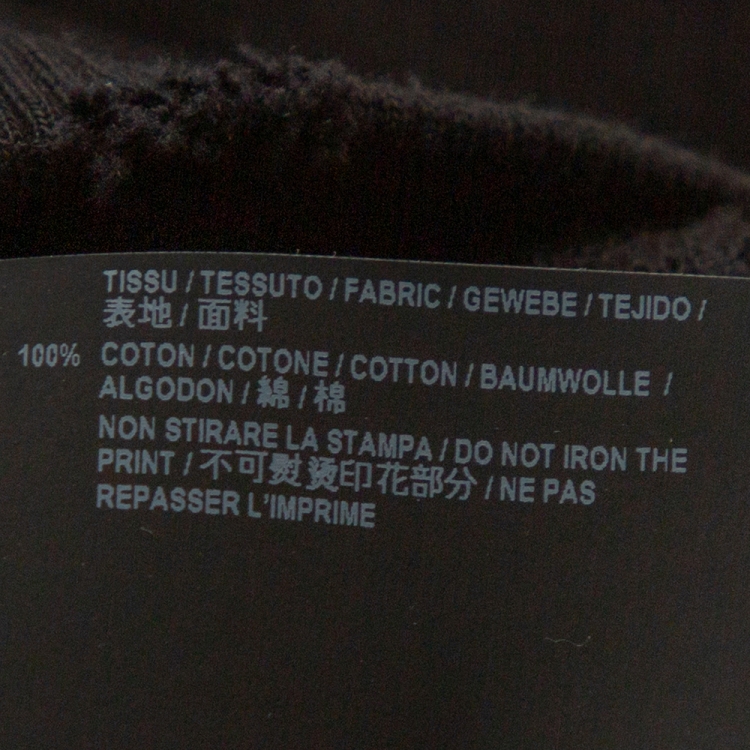 TISSU / TESSUTO / FABRIC / GEWEBE / TEJIDO /
表地 / 面料
100% COTON / COTONE / COTTON / BAUMWOLLE /
ALGODON / 綿 / 棉
NON STIRARE LA STAMPA / DO NOT IRON THE
PRINT / 不可熨烫印花部分 / NE PAS
REPASSER L'IMPRIME